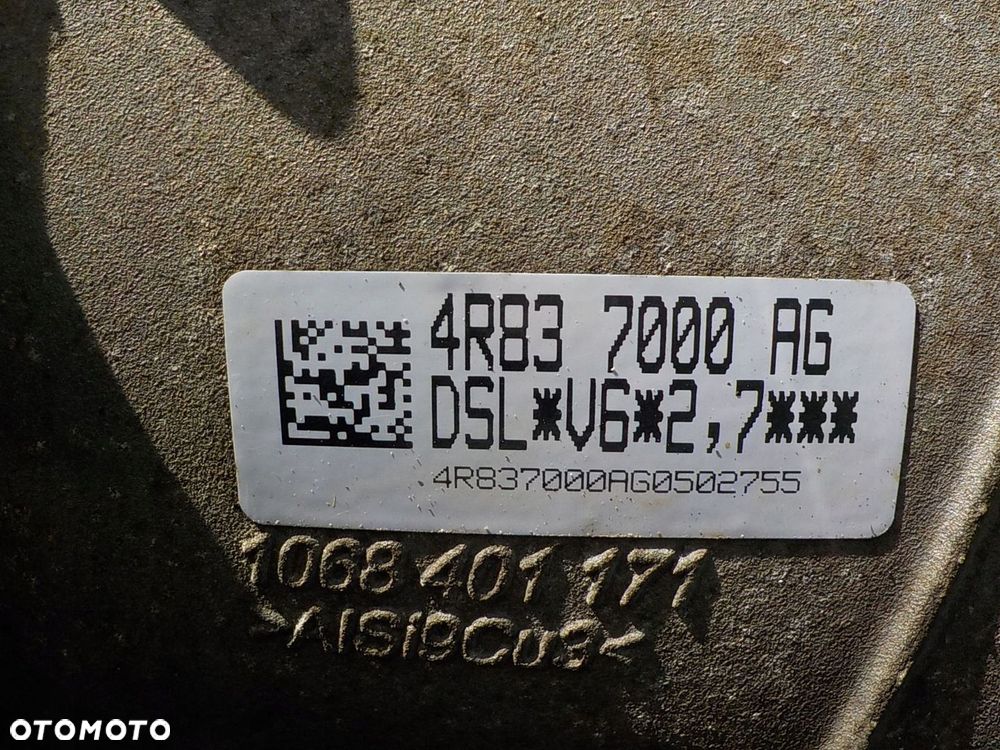 4R83 7000 AG
DSL*V6*2,7***
4R837000AG0502755
1068 401 171
>AlSi9Cu3<
OTOMOTO